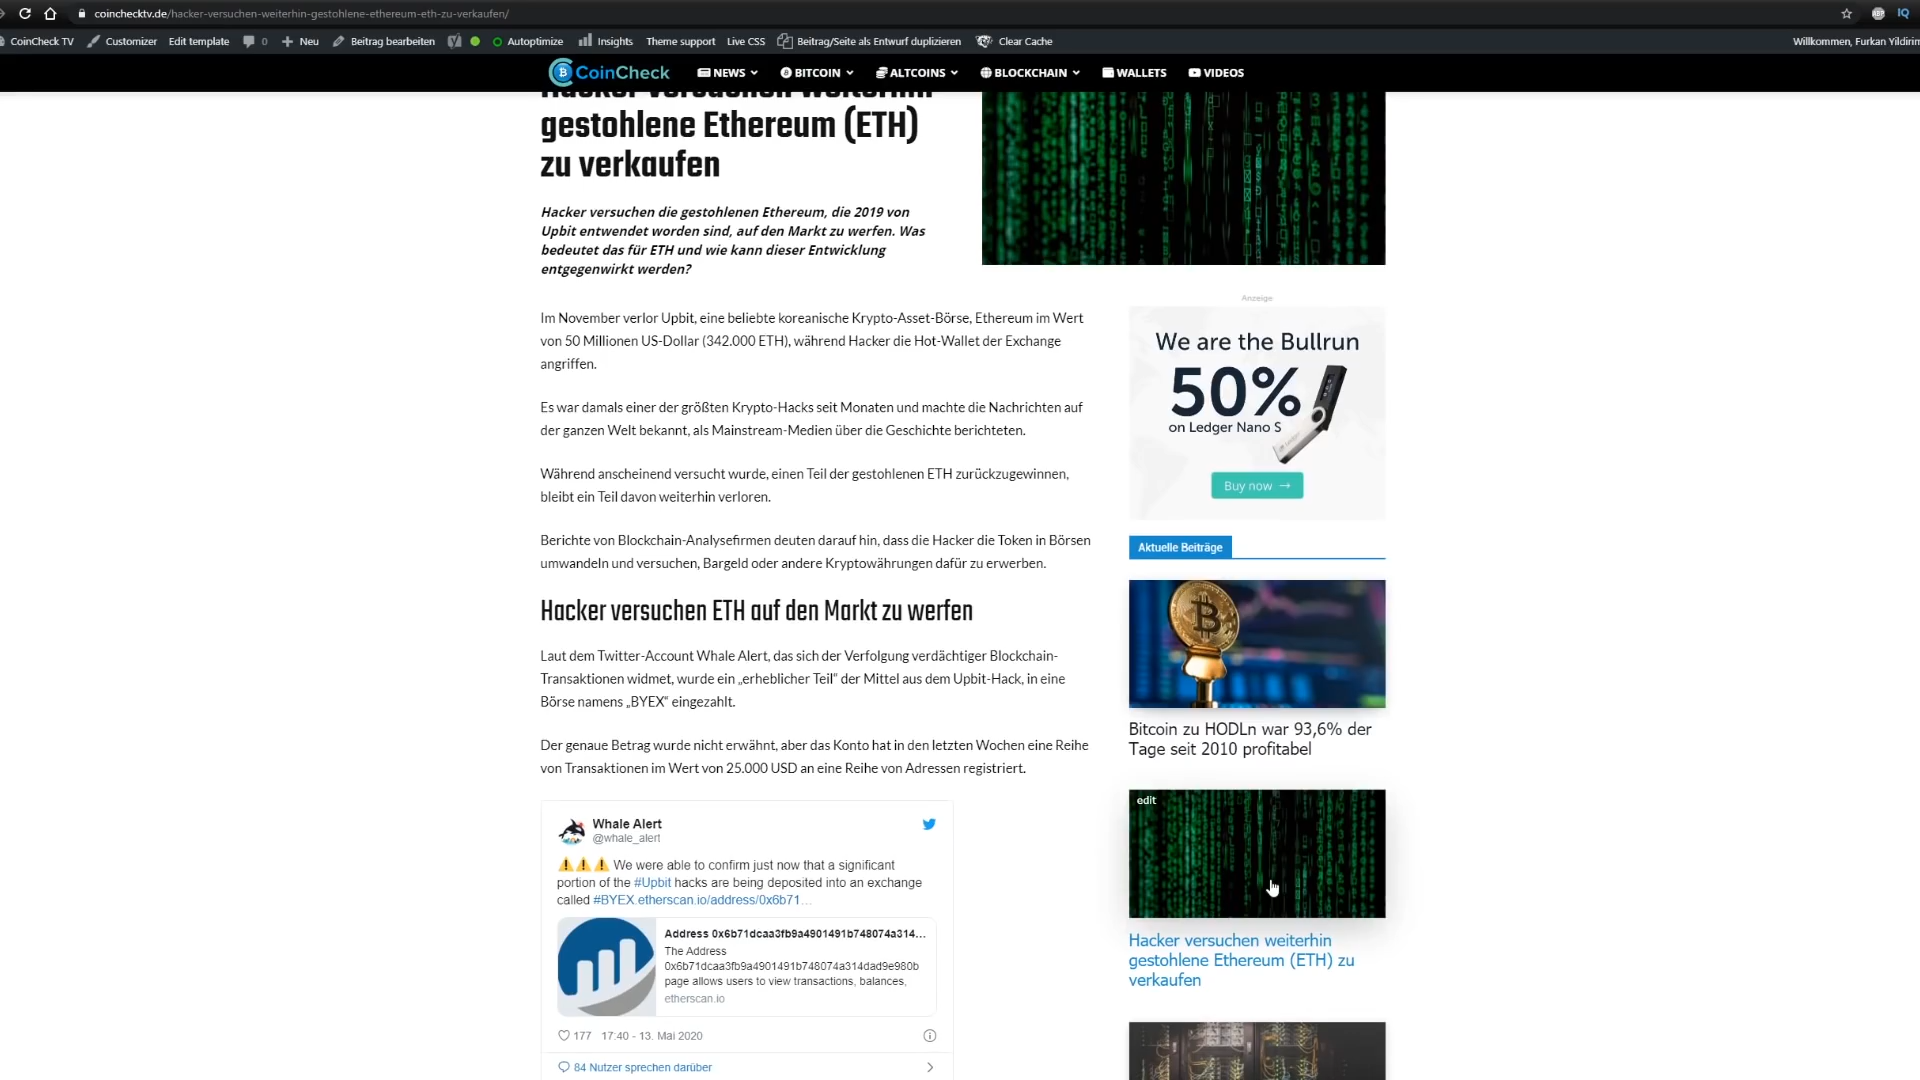 coinchecktv.de/hacker-versuchen-weiterhin-gestohlene-ethereum-eth-zu-verkaufen/
ABP
IQ
CoinCheck TV
Customizer
Edit template
0
Neu
Beitrag bearbeiten
Autoptimize
Insights
Theme support
Live CSS
Beitrag/Seite als Entwurf duplizieren
Clear Cache
Willkommen, Furkan Yildirim
CoinCheck
NEWS
BITCOIN
ALTCOINS
BLOCKCHAIN
WALLETS
VIDEOS
Hacker versuchen weiterhin
gestohlene Ethereum (ETH)
zu verkaufen
Hacker versuchen die gestohlenen Ethereum, die 2019 von
Upbit entwendet worden sind, auf den Markt zu werfen. Was
bedeutet das für ETH und wie kann dieser Entwicklung
entgegenwirkt werden?
Im November verlor Upbit, eine beliebte koreanische Krypto-Asset-Börse, Ethereum im Wert
von 50 Millionen US-Dollar (342.000 ETH), während Hacker die Hot-Wallet der Exchange
angriffen.
Es war damals einer der größten Krypto-Hacks seit Monaten und machte die Nachrichten auf
der ganzen Welt bekannt, als Mainstream-Medien über die Geschichte berichteten.
Während anscheinend versucht wurde, einen Teil der gestohlenen ETH zurückzugewinnen,
bleibt ein Teil davon weiterhin verloren.
Berichte von Blockchain-Analysefirmen deuten darauf hin, dass die Hacker die Token in Börsen
umwandeln und versuchen, Bargeld oder andere Kryptowährungen dafür zu erwerben.
Hacker versuchen ETH auf den Markt zu werfen
Laut dem Twitter-Account Whale Alert, das sich der Verfolgung verdächtiger Blockchain-
Transaktionen widmet, wurde ein „erheblicher Teil“ der Mittel aus dem Upbit-Hack, in eine
Börse namens „BYEX“ eingezahlt.
Der genaue Betrag wurde nicht erwähnt, aber das Konto hat in den letzten Wochen eine Reihe
von Transaktionen im Wert von 25.000 USD an eine Reihe von Adressen registriert.
Whale Alert
@whale_alert
We were able to confirm just now that a significant
portion of the #Upbit hacks are being deposited into an exchange
called #BYEX.etherscan.io/address/0x6b71…
Address 0x6b71dcaa3fb9a4901491b748074a314...
The Address
0x6b71dcaa3fb9a4901491b748074a314dad9e980b
page allows users to view transactions, balances,
etherscan.io
177 17:40 - 13. Mai 2020
84 Nutzer sprechen darüber
Anzeige
We are the Bullrun
50%
on Ledger Nano S
Buy now →
Aktuelle Beiträge
Bitcoin zu HODLn war 93,6% der
Tage seit 2010 profitabel
edit
Hacker versuchen weiterhin
gestohlene Ethereum (ETH) zu
verkaufen